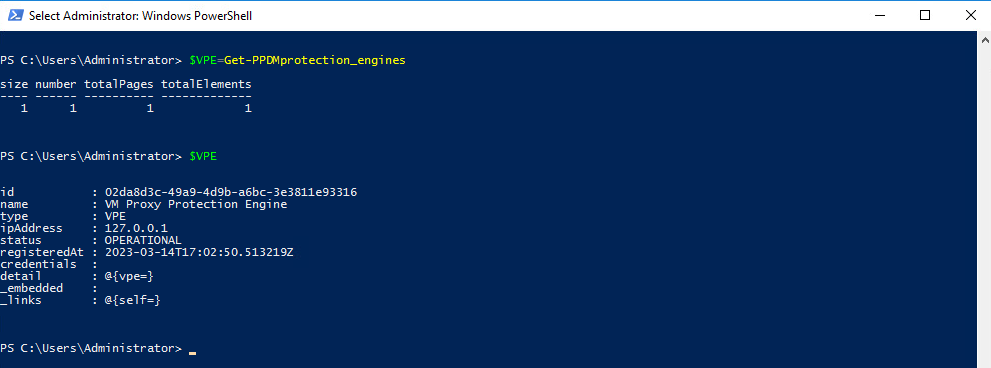 Select Administrator: Windows PowerShell
PS C:\Users\Administrator> $VPE=Get-PPDMprotection_engines
size number totalPages totalElements
---- ------ ---------- -------------
   1      1          1             1
PS C:\Users\Administrator> $VPE
id           : 02da8d3c-49a9-4d9b-a6bc-3e3811e93316
name         : VM Proxy Protection Engine
type         : VPE
ipAddress    : 127.0.0.1
status       : OPERATIONAL
registeredAt : 2023-03-14T17:02:50.513219Z
credentials  :
detail       : @{vpe=}
_embedded    :
_links       : @{self=}
PS C:\Users\Administrator>